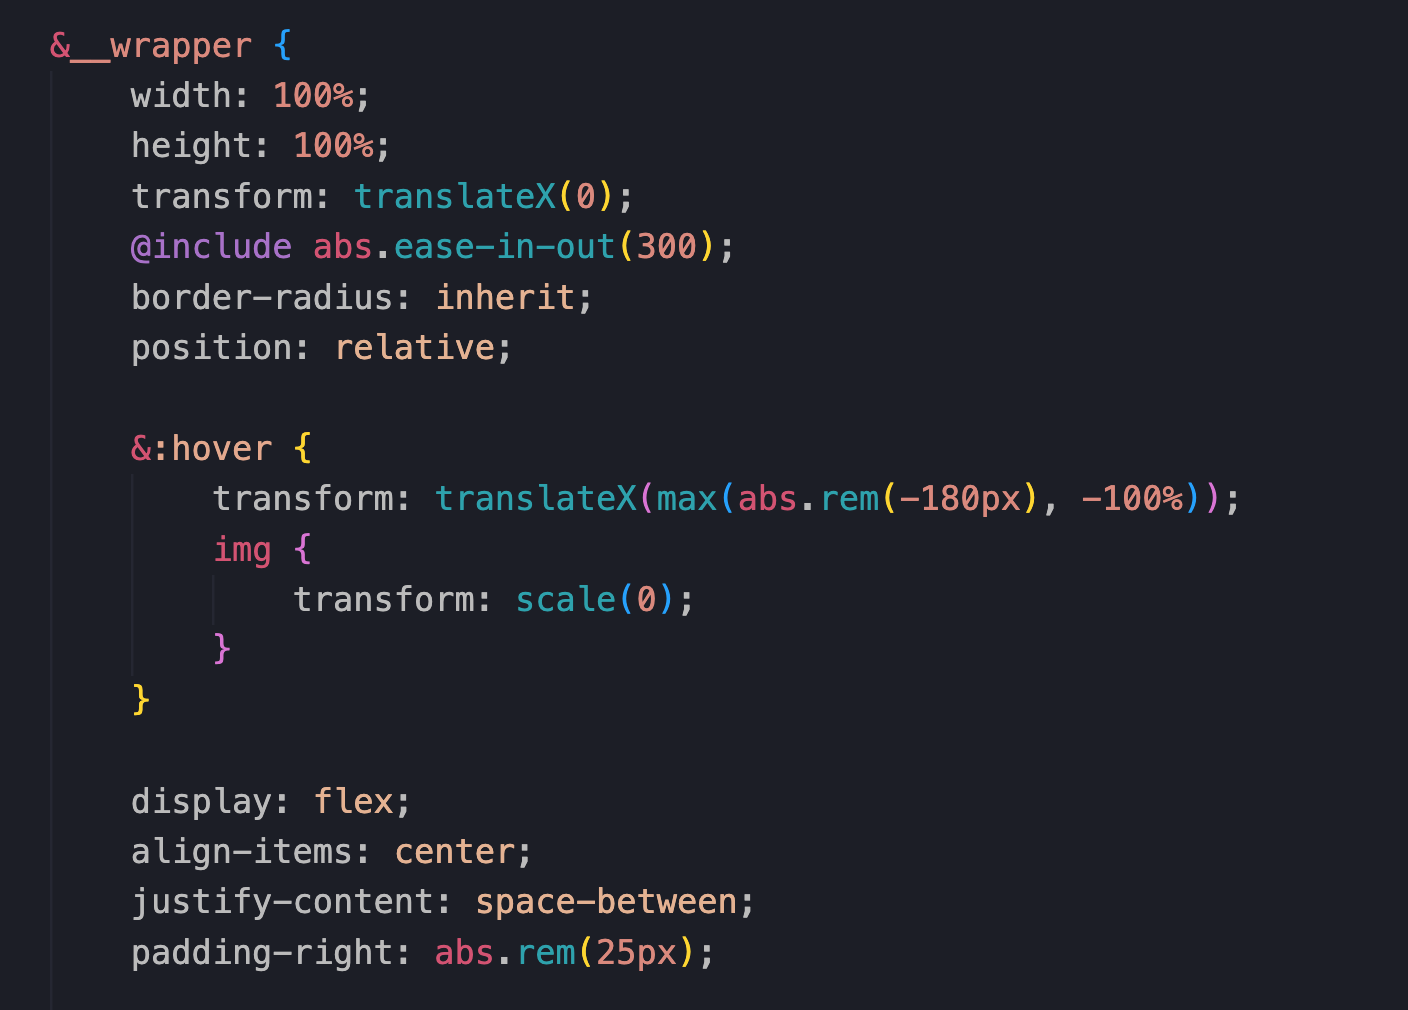 &__wrapper {
    width: 100%;
    height: 100%;
    transform: translateX(0);
    @include abs.ease-in-out(300);
    border-radius: inherit;
    position: relative;

    &:hover {
        transform: translateX(max(abs.rem(-180px), -100%));
        img {
            transform: scale(0);
        }
    }

    display: flex;
    align-items: center;
    justify-content: space-between;
    padding-right: abs.rem(25px);